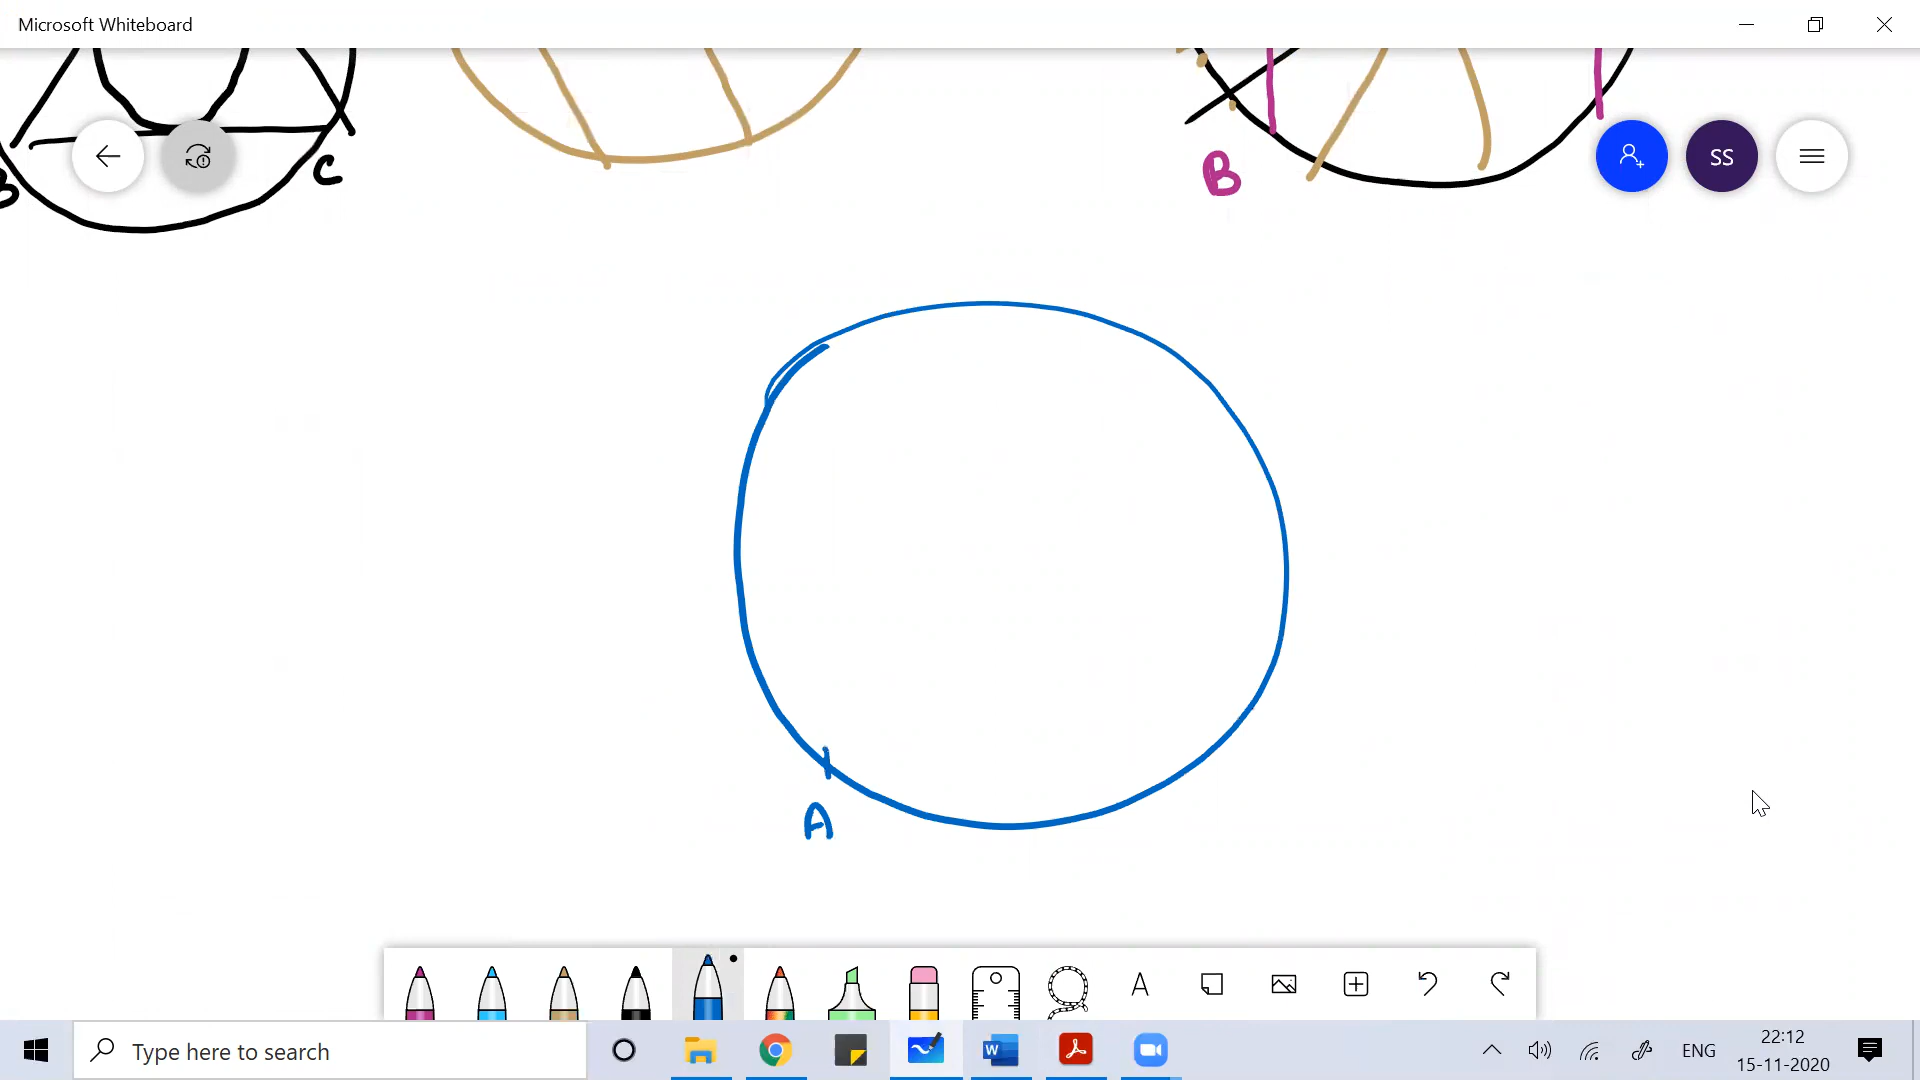 Microsoft Whiteboard
B
C
B
SS
A
A
Type here to search
W
ENG
22:12
15-11-2020